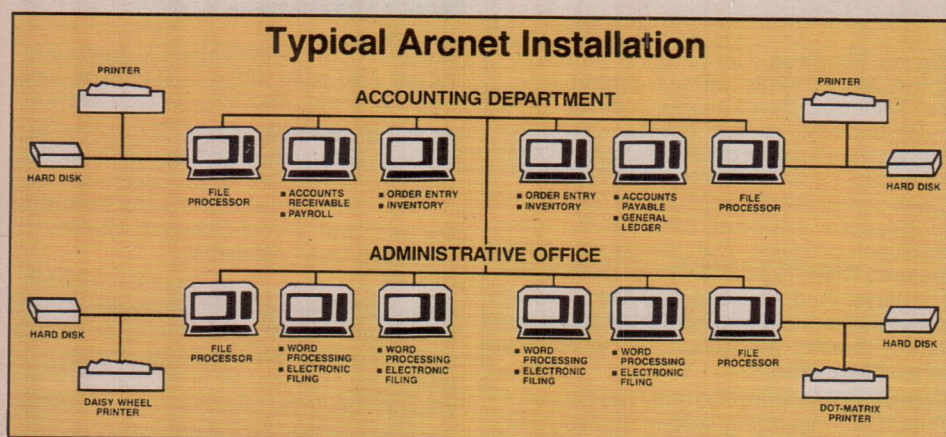 Typical Arcnet Installation
PRINTER
PRINTER
ACCOUNTING DEPARTMENT
HARD DISK
FILE
PROCESSOR
■ ACCOUNTS
RECEIVABLE
■ PAYROLL
■ ORDER ENTRY
■ INVENTORY
■ ORDER ENTRY
■ INVENTORY
■ ACCOUNTS
PAYABLE
■ GENERAL
LEDGER
FILE
PROCESSOR
HARD DISK
ADMINISTRATIVE OFFICE
HARD DISK
FILE
PROCESSOR
■ WORD
PROCESSING
■ ELECTRONIC
FILING
■ WORD
PROCESSING
■ ELECTRONIC
FILING
■ WORD
PROCESSING
■ ELECTRONIC
FILING
■ WORD
PROCESSING
■ ELECTRONIC
FILING
FILE
PROCESSOR
HARD DISK
DAISY WHEEL
PRINTER
DOT-MATRIX
PRINTER